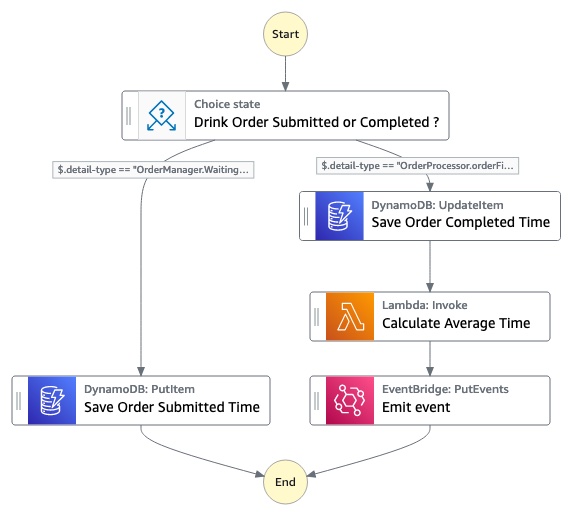 Start
Choice state
Drink Order Submitted or Completed ?
$.detail-type == "OrderManager.Waiting...
$.detail-type == "OrderProcessor.orderFi...
DynamoDB: UpdateItem
Save Order Completed Time
Lambda: Invoke
Calculate Average Time
DynamoDB: PutItem
Save Order Submitted Time
EventBridge: PutEvents
Emit event
End